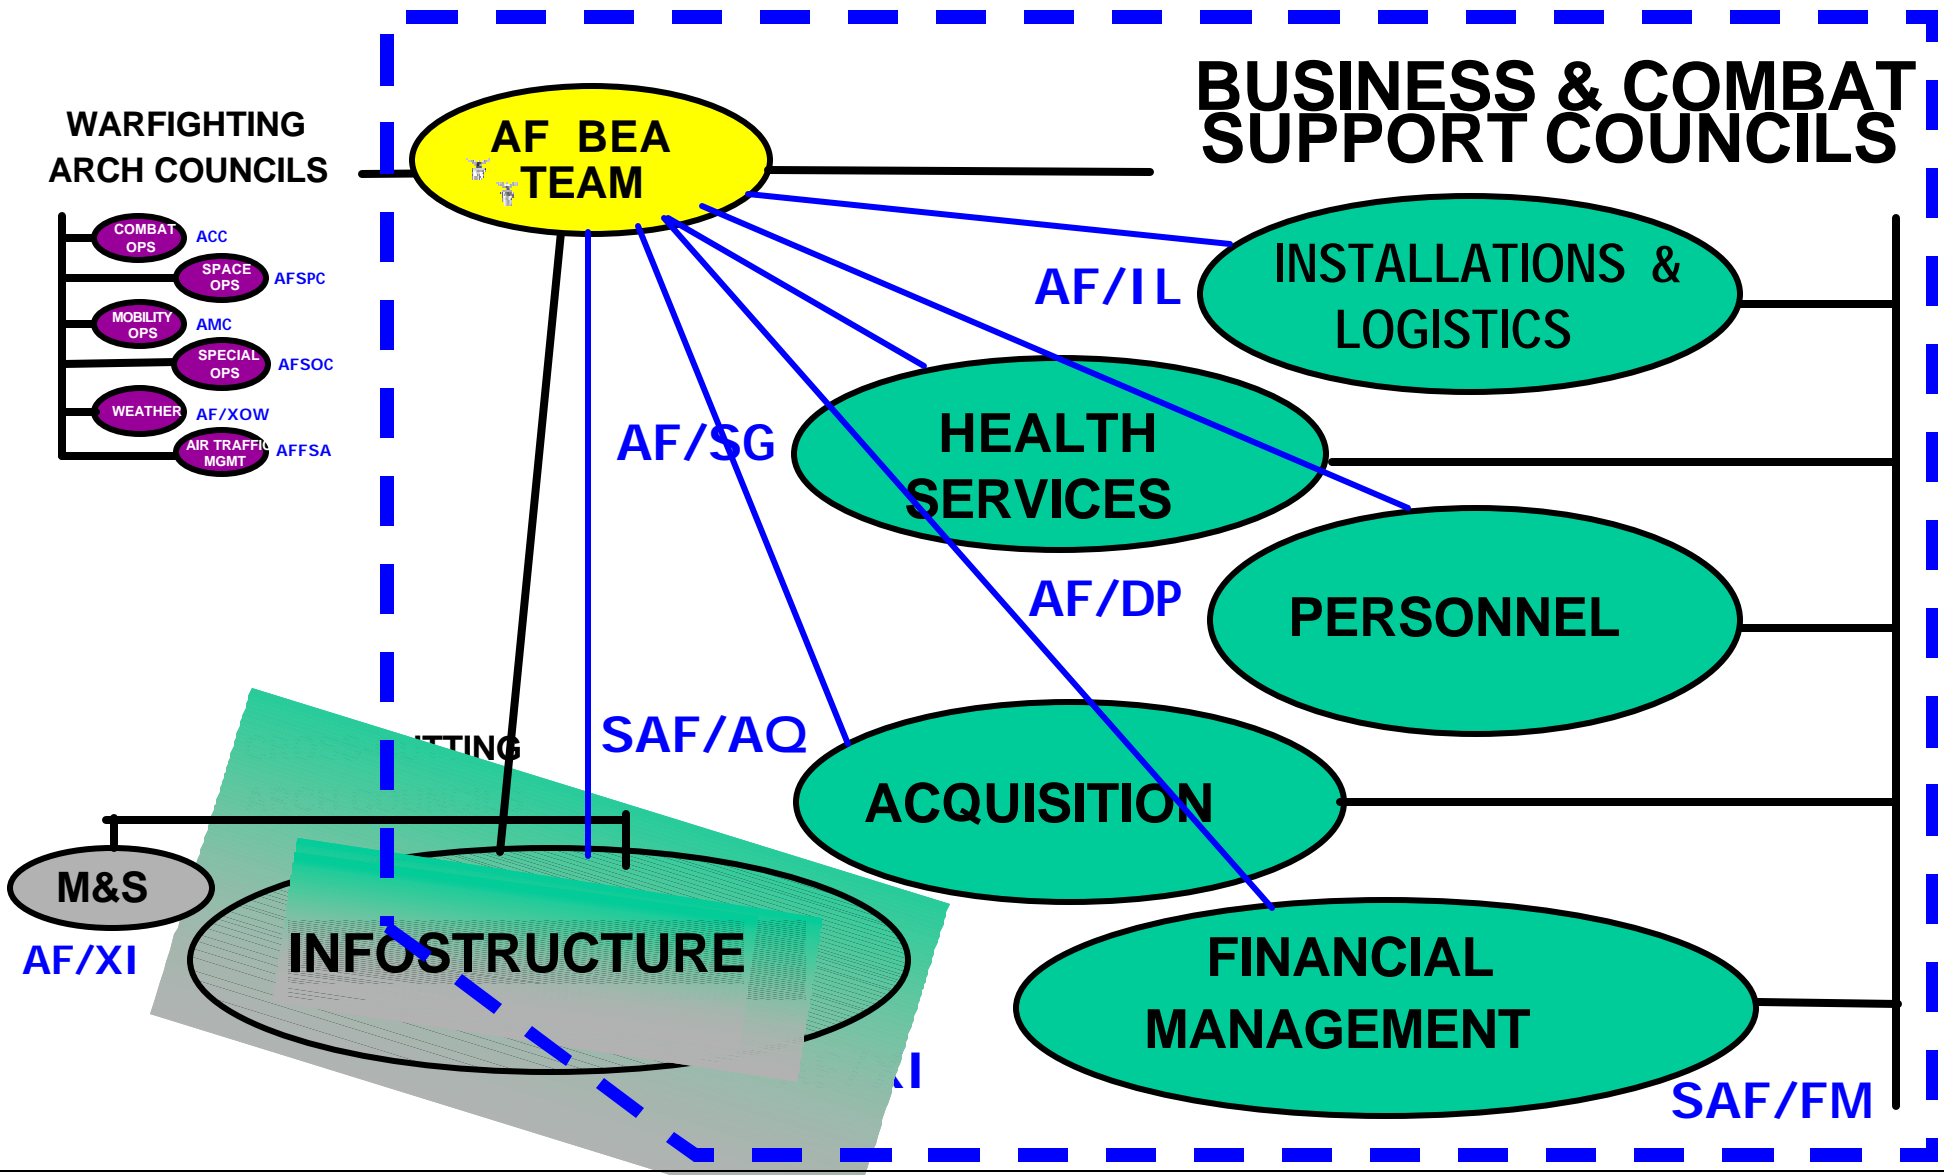 BUSINESS & COMBAT
SUPPORT COUNCILS
WARFIGHTING
ARCH COUNCILS
AF BEA
TEAM
COMBAT
OPS
ACC
SPACE
OPS
AFSPC
MOBILITY
OPS
AMC
SPECIAL
OPS
AFSOC
WEATHER
AF/XOW
AIR TRAFFIC
MGMT
AFFSA
AF/IL
INSTALLATIONS &
LOGISTICS
AF/SG
HEALTH
SERVICES
AF/DP
PERSONNEL
SAF/AQ
ACQUISITION
M&S
AF/XI
INFOSTRUCTURE
FINANCIAL
MANAGEMENT
SAF/FM